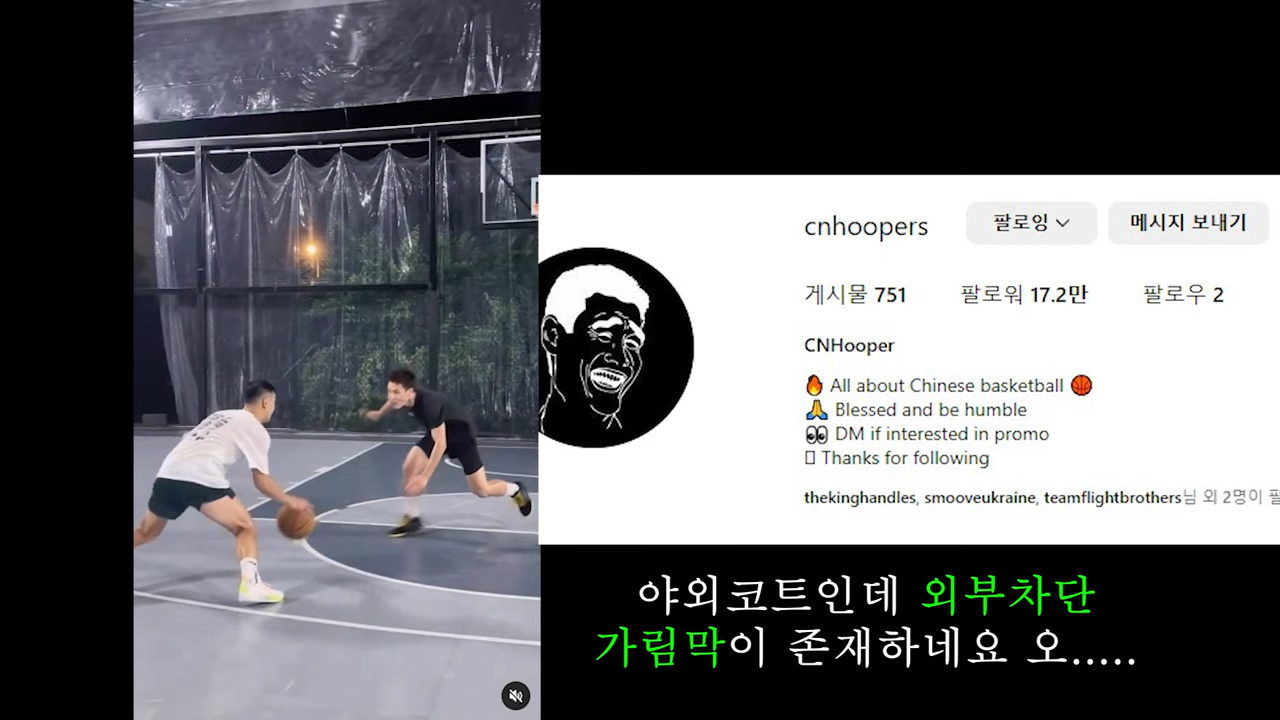 cnhoopers
팔로잉
메시지 보내기
게시물 751
팔로워 17.2만
팔로우 2
CNHooper
🔥 All about Chinese basketball 🏀
🙏 Blessed and be humble
👀 DM if interested in promo
▯ Thanks for following
thekinghandles, smooveukraine, teamflightbrothers님 외 2명이
야외코트인데 외부차단
가림막이 존재하네요 오.....